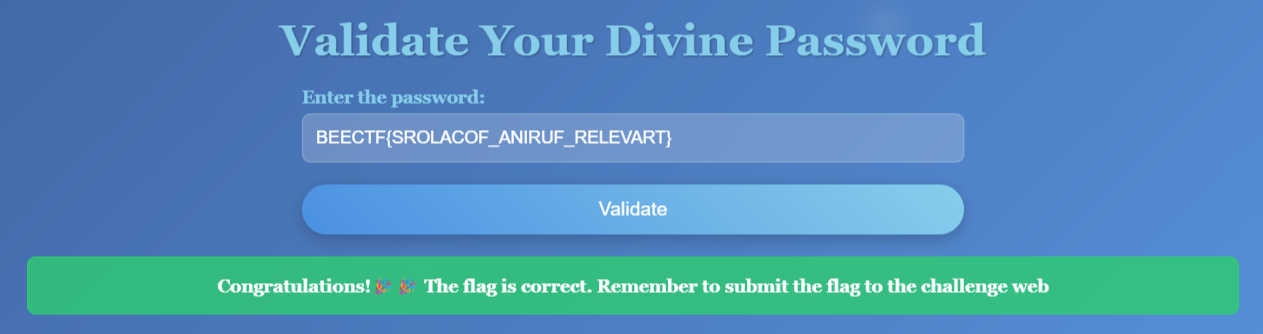 Validate Your Divine Password
Enter the password:
BEECTF{SROLACOF_ANIRUF_RELEVART}
Validate
Congratulations!🎉🎉 The flag is correct. Remember to submit the flag to the challenge web